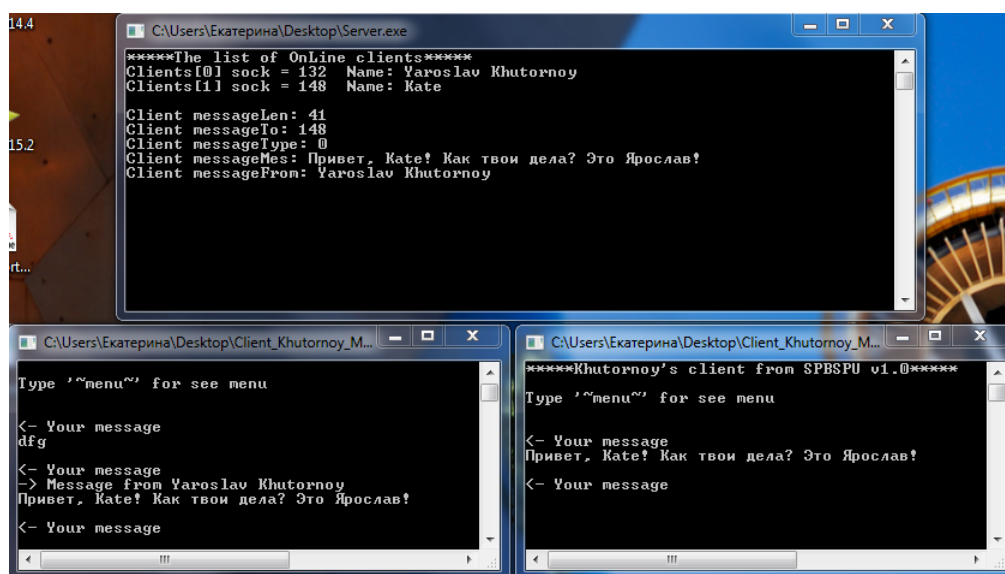 14.4
C:\Users\Екатерина\Desktop\Server.exe
*****The list of OnLine clients*****
Clients[0] sock = 132 Name: Yaroslav Khutornoy
Clients[1] sock = 148 Name: Kate
Client messageLen: 41
15.2
Client messageTo: 148
Client messageType: 0
Client messageMes: Привет, Kate! Как твои дела? Это Ярослав!
Client messageFrom: Yaroslav Khutornoy
rt...
C:\Users\Екатерина\Desktop\Client_Khutornoy_M...
Type '~menu~' for see menu
<- Your message
dfg
<- Your message
-> Message from Yaroslav Khutornoy
Привет, Kate! Как твои дела? Это Ярослав!
<- Your message
C:\Users\Екатерина\Desktop\Client_Khutornoy_M...
*****Khutornoy's client from SPBSPU v1.0*****
Type '~menu~' for see menu
<- Your message
Привет, Kate! Как твои дела? Это Ярослав!
<- Your message